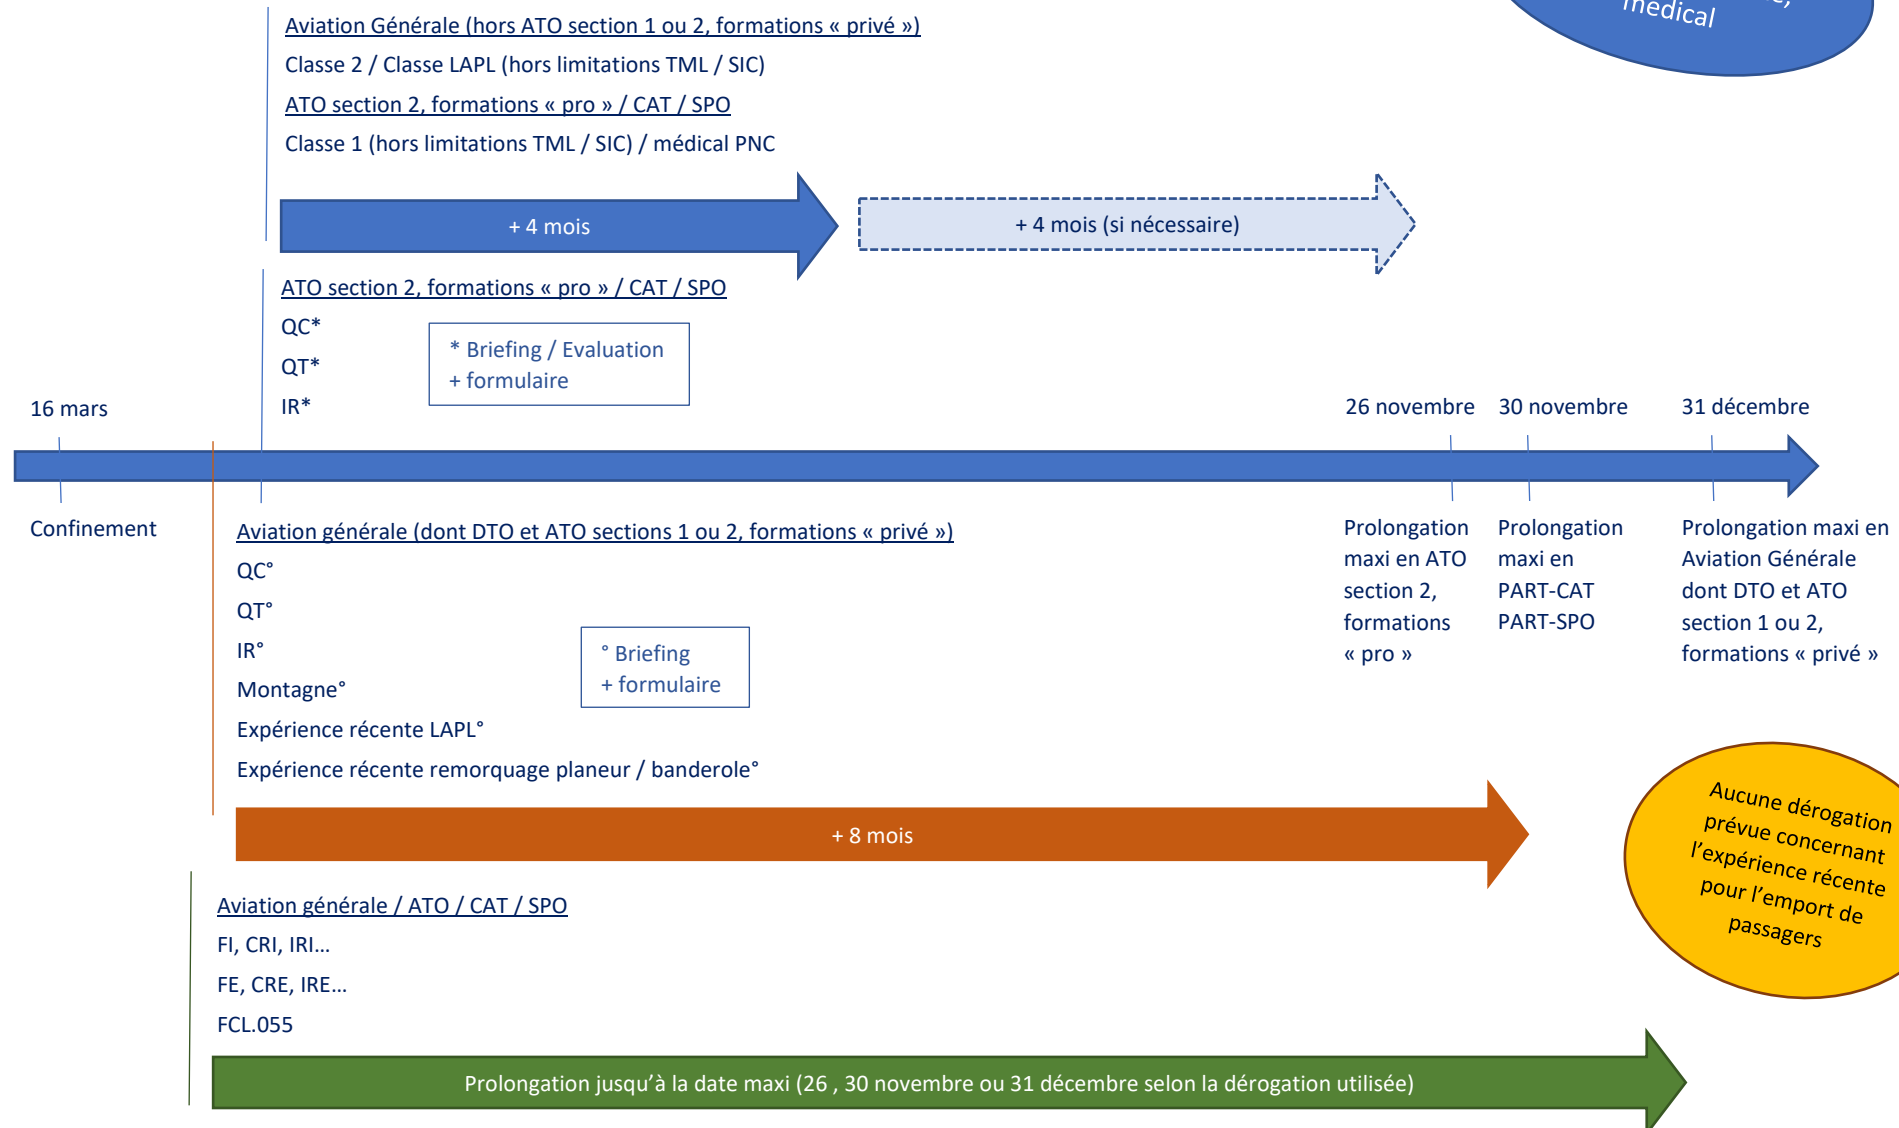 médical
Aviation Générale (hors ATO section 1 ou 2, formations « privé »)
Classe 2 / Classe LAPL (hors limitations TML / SIC)
ATO section 2, formations « pro » / CAT / SPO
Classe 1 (hors limitations TML / SIC) / médical PNC
+ 4 mois
+ 4 mois (si nécessaire)
ATO section 2, formations « pro » / CAT / SPO
QC*
QT*
IR*
* Briefing / Evaluation
+ formulaire
16 mars
26 novembre
30 novembre
31 décembre
Confinement
Aviation générale (dont DTO et ATO sections 1 ou 2, formations « privé »)
QC°
QT°
IR°
Montagne°
Expérience récente LAPL°
Expérience récente remorquage planeur / banderole°
° Briefing
+ formulaire
Prolongation
maxi en ATO
section 2,
formations
« pro »
Prolongation
maxi en
PART-CAT
PART-SPO
Prolongation maxi en
Aviation Générale
dont DTO et ATO
section 1 ou 2,
formations « privé »
+ 8 mois
Aucune dérogation
prévue concernant
l’expérience récente
pour l’emport de
passagers
Aviation générale / ATO / CAT / SPO
FI, CRI, IRI…
FE, CRE, IRE…
FCL.055
Prolongation jusqu’à la date maxi (26 , 30 novembre ou 31 décembre selon la dérogation utilisée)